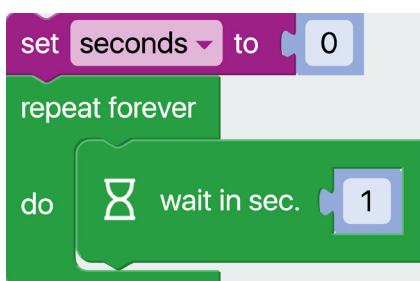 set seconds to 0
repeat forever
do wait in sec. 1